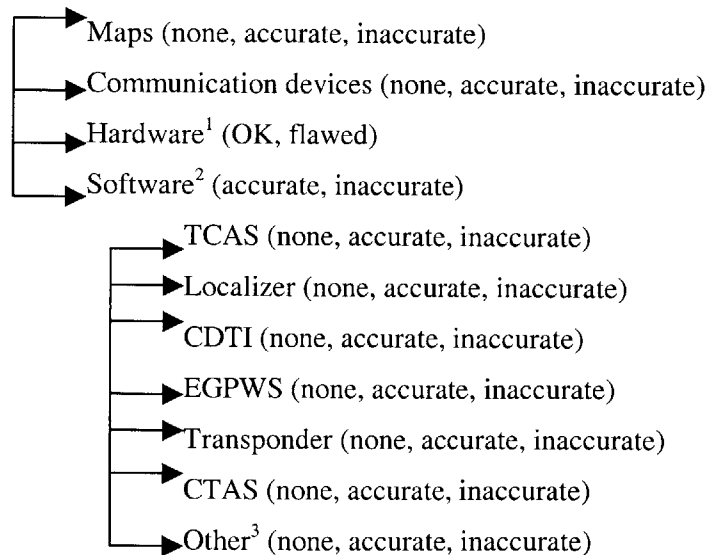 Maps (none, accurate, inaccurate)
Communication devices (none, accurate, inaccurate)
Hardware¹ (OK, flawed)
Software² (accurate, inaccurate)
TCAS (none, accurate, inaccurate)
Localizer (none, accurate, inaccurate)
CDTI (none, accurate, inaccurate)
EGPWS (none, accurate, inaccurate)
Transponder (none, accurate, inaccurate)
CTAS (none, accurate, inaccurate)
Other³ (none, accurate, inaccurate)